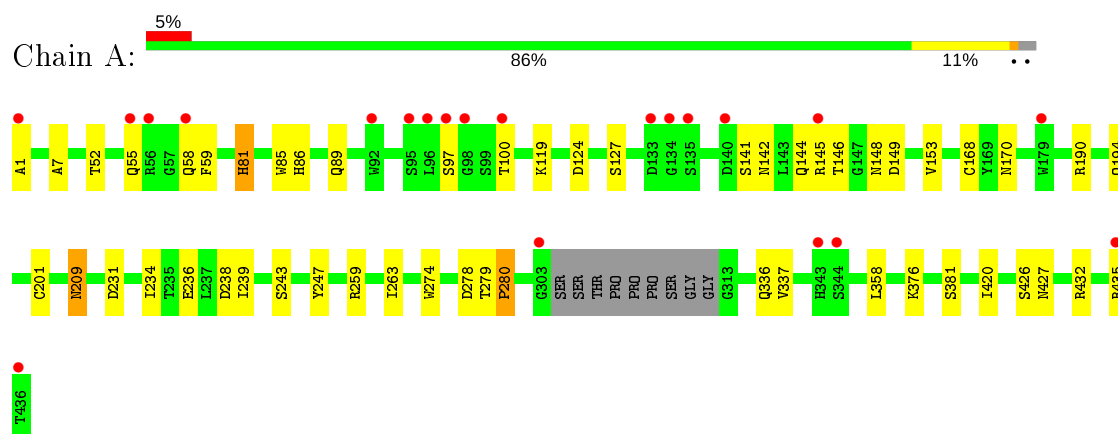 5%
Chain A:
86% 11% • •
A1 A7 T52 Q55 R56 G57 Q58 F59 H81 W85 H86 Q89 W92 S95 L96 S97 G98 S99 T100 K119 D124 S127 D133 G134 S135 D140 S141 N142 L143 Q144 R145 T146 G147 N148 D149 V153 C168 Y169 N170 W179 R190 Q194
C201 N209 D231 I234 T235 E236 L237 D238 I239 S243 Y247 R259 I263 W274 D278 T279 P280 G303 SER SER THR PRO PRO PRO SER GLY GLY G313 Q336 V337 H343 S344 L358 K376 S381 I420 S426 N427 R432 R435
T436